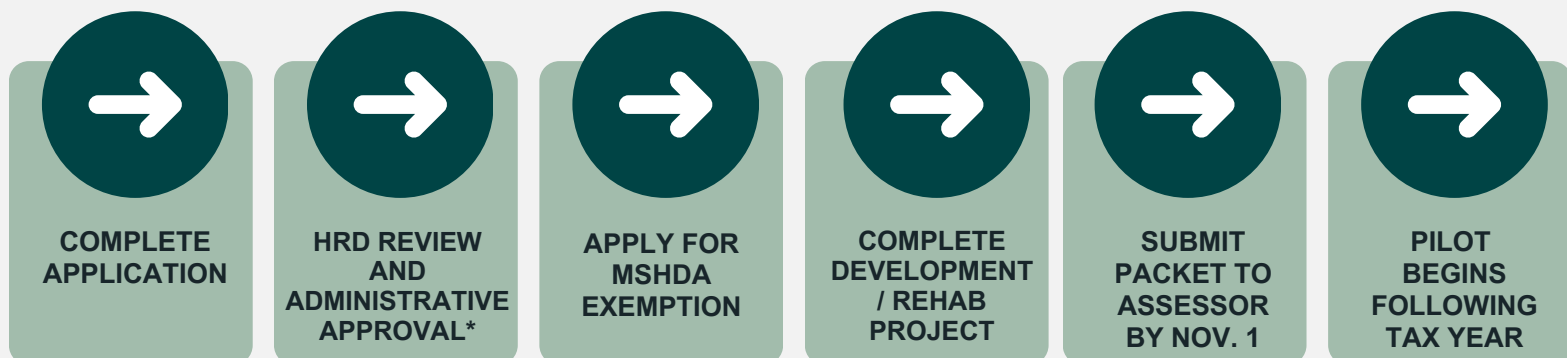 COMPLETE
APPLICATION
HRD REVIEW
AND
ADMINISTRATIVE
APPROVAL*
APPLY FOR
MSHDA
EXEMPTION
COMPLETE
DEVELOPMENT
/ REHAB
PROJECT
SUBMIT
PACKET TO
ASSESSOR
BY NOV. 1
PILOT
BEGINS
FOLLOWING
TAX YEAR